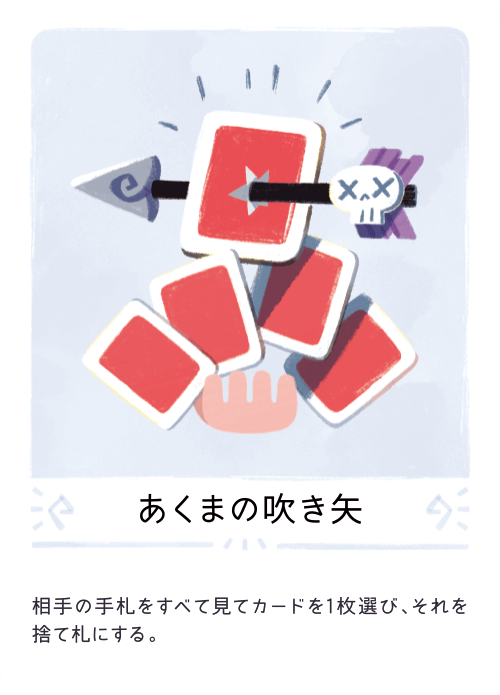 あくまの吹き矢
相手の手札をすべて見てカードを1枚選び、それを
捨て札にする。